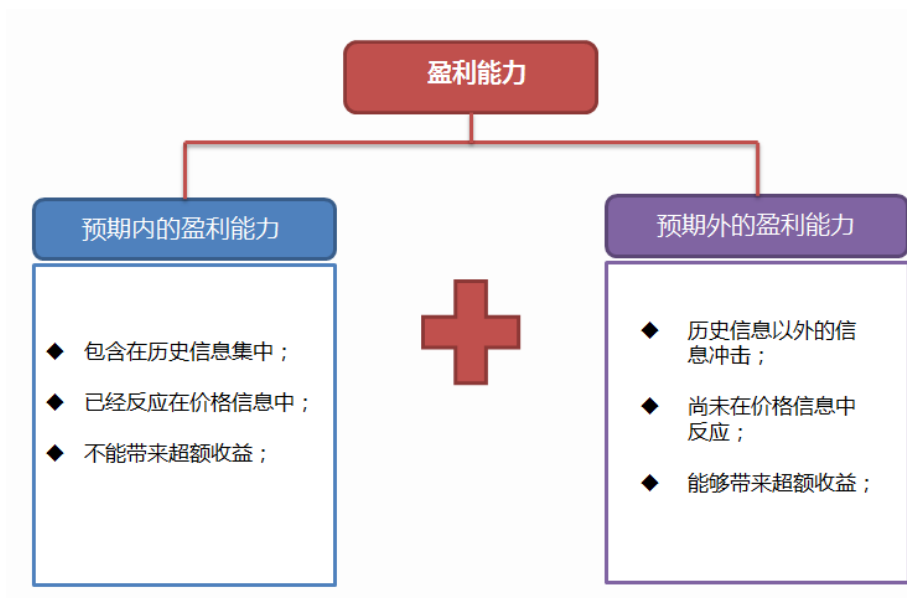 盈利能力
预期内的盈利能力
包含在历史信息集中；
已经反应在价格信息中；
不能带来超额收益；
预期外的盈利能力
历史信息以外的信
息冲击；
尚未在价格信息中
反应；
能够带来超额收益；